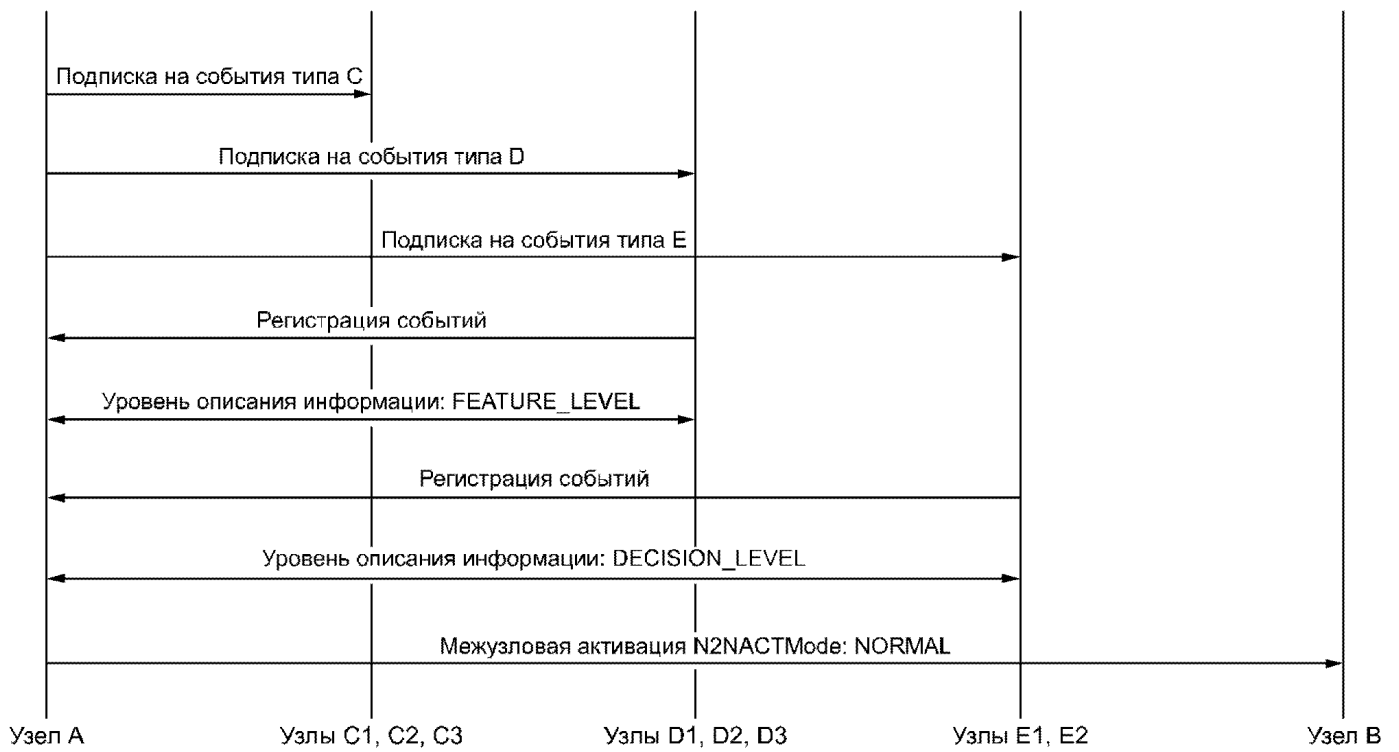 Подписка на события типа C
Подписка на события типа D
Подписка на события типа E
Регистрация событий
Уровень описания информации: FEATURE_LEVEL
Регистрация событий
Уровень описания информации: DECISION_LEVEL
Межузловая активация N2NACTMode: NORMAL
Узел A
Узлы C1, C2, C3
Узлы D1, D2, D3
Узлы E1, E2
Узел B